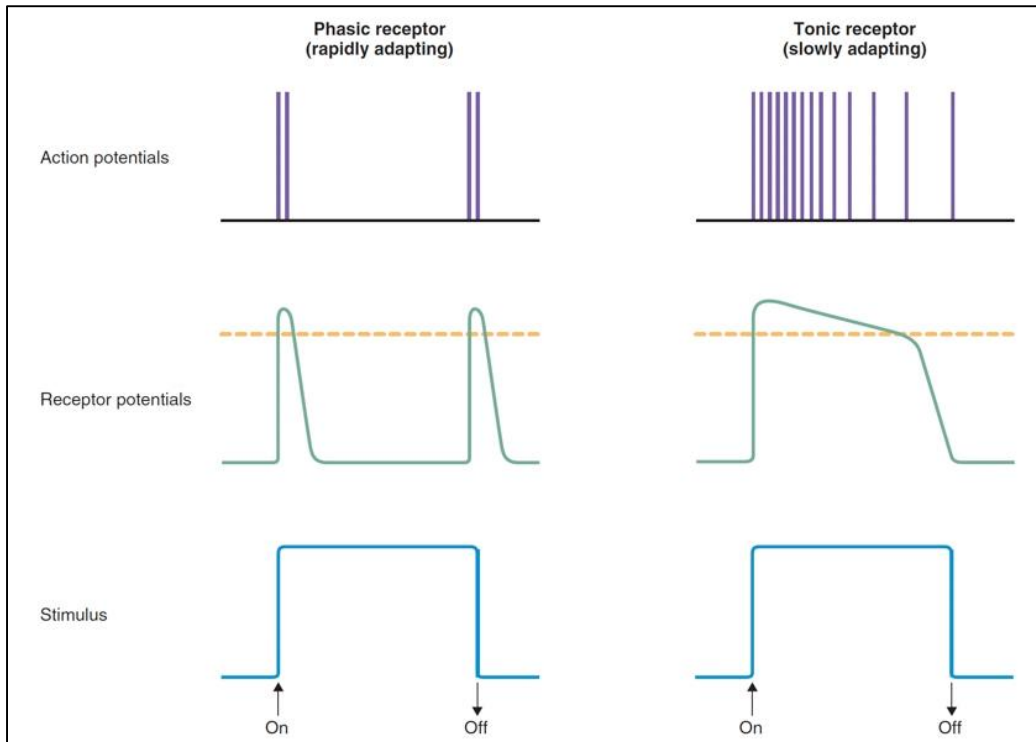 Phasic receptor
(rapidly adapting)
Tonic receptor
(slowly adapting)
Action potentials
Receptor potentials
Stimulus
On
Off
On
Off